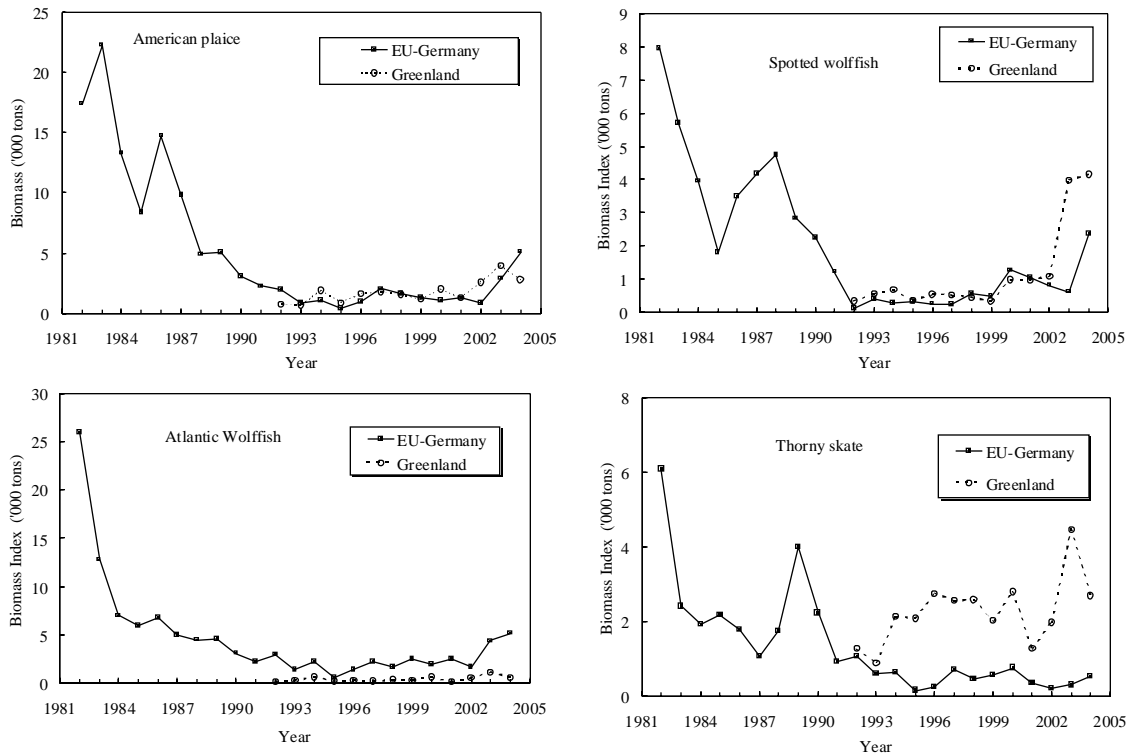 American plaice
EU-Germany
Greenland
Biomass ('000 tons)
25
20
15
10
5
0
1981 1984 1987 1990 1993 1996 1999 2002 2005
Year
Spotted wolffish
EU-Germany
Greenland
Biomass Index ('000 tons)
9
8
7
6
5
4
3
2
1
0
1981 1984 1987 1990 1993 1996 1999 2002 2005
Year
Atlantic Wolffish
EU-Germany
Greenland
Biomass Index ('000 tons)
30
25
20
15
10
5
0
1981 1984 1987 1990 1993 1996 1999 2002 2005
Year
Thorny skate
EU-Germany
Greenland
Biomass Index ('000 tons)
8
6
4
2
0
1981 1984 1987 1990 1993 1996 1999 2002 2005
Year